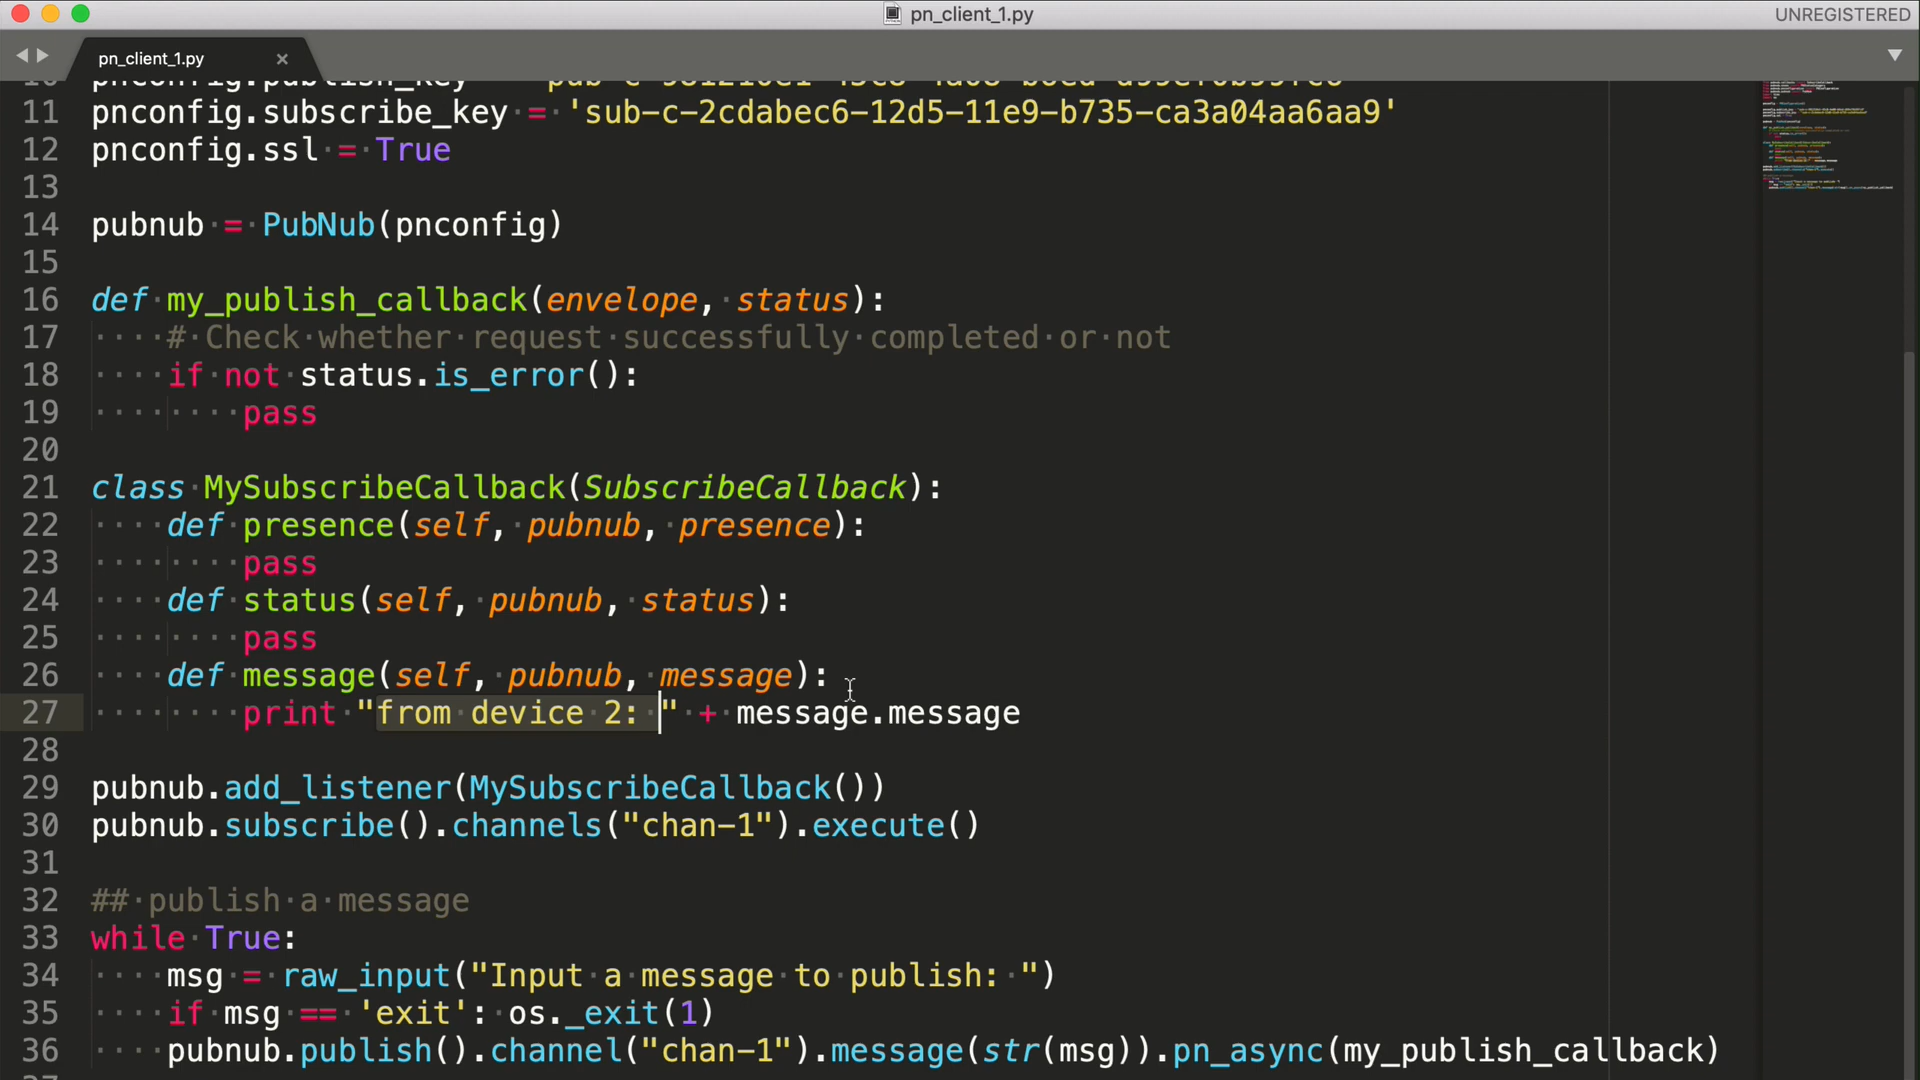 pn_client_1.py
UNREGISTERED
pn_client_1.py
11 pnconfig.subscribe_key = 'sub-c-2cdabec6-12d5-11e9-b735-ca3a04aa6aa9'
12 pnconfig.ssl = True
13
14 pubnub = PubNub(pnconfig)
15
16 def my_publish_callback(envelope, status):
17 # Check whether request successfully completed or not
18 if not status.is_error():
19 pass
20
21 class MySubscribeCallback(SubscribeCallback):
22 def presence(self, pubnub, presence):
23 pass
24 def status(self, pubnub, status):
25 pass
26 def message(self, pubnub, message):
27 print "from device 2: " + message.message
28
29 pubnub.add_listener(MySubscribeCallback())
30 pubnub.subscribe().channels("chan-1").execute()
31
32 ## publish a message
33 while True:
34 msg = raw_input("Input a message to publish: ")
35 if msg == 'exit': os._exit(1)
36 pubnub.publish().channel("chan-1").message(str(msg)).pn_async(my_publish_callback)